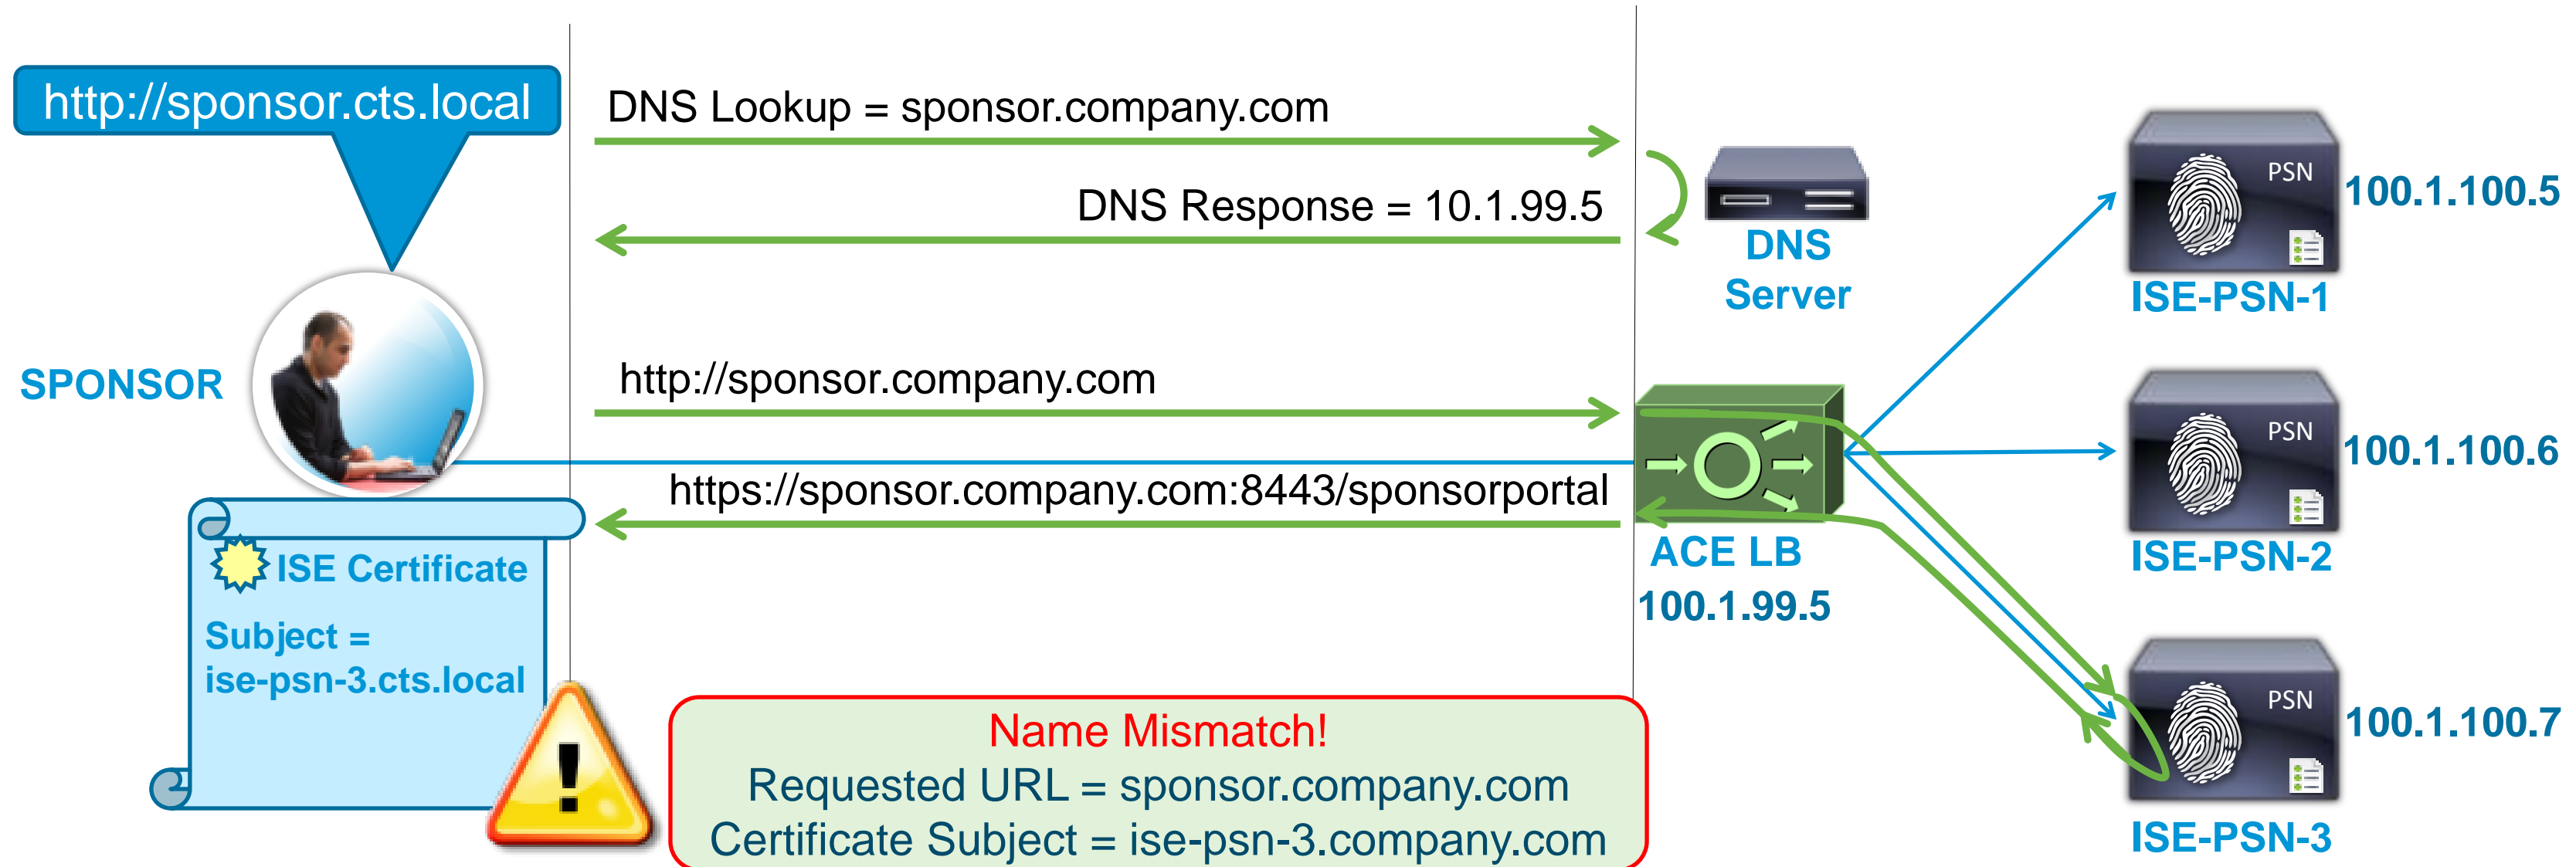 http://sponsor.cts.local
DNS Lookup = sponsor.company.com
DNS Response = 10.1.99.5
DNS
Server
PSN
100.1.100.5
ISE-PSN-1
SPONSOR
http://sponsor.company.com
https://sponsor.company.com:8443/sponsorportal
ACE LB
100.1.99.5
PSN
100.1.100.6
ISE-PSN-2
ISE Certificate
Subject =
ise-psn-3.cts.local
!
Name Mismatch!
Requested URL = sponsor.company.com
Certificate Subject = ise-psn-3.company.com
PSN
100.1.100.7
ISE-PSN-3